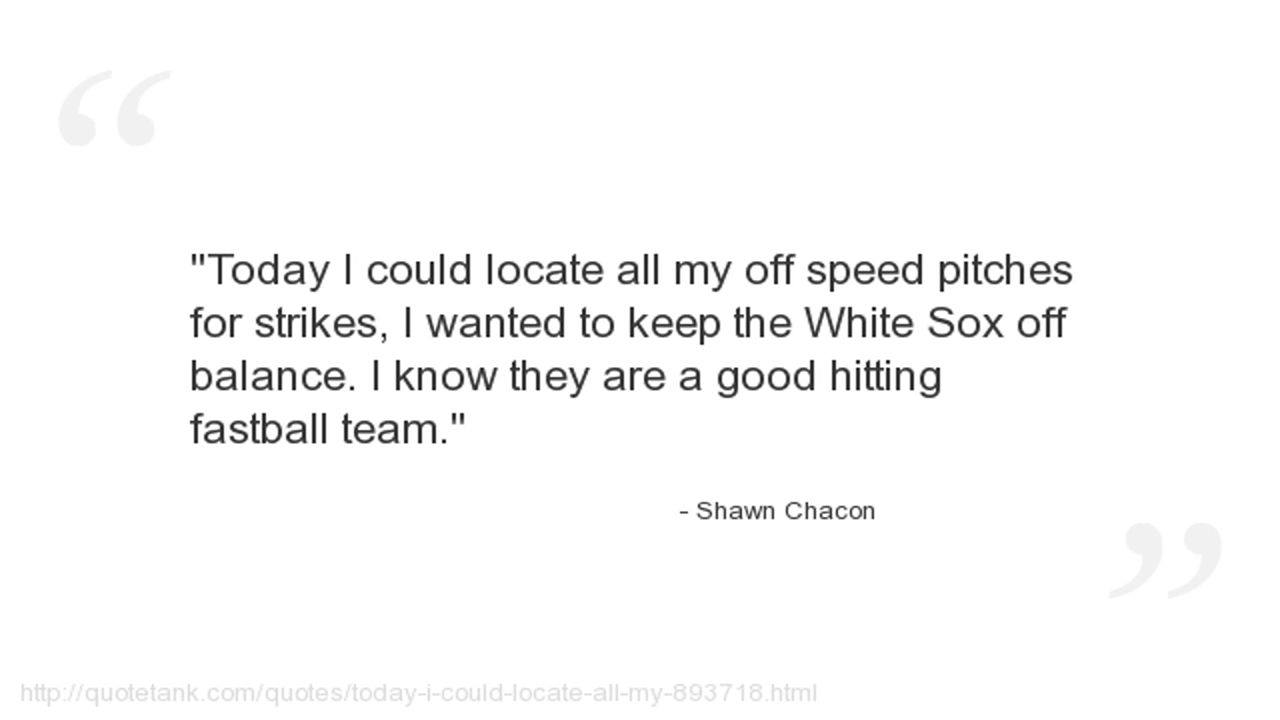 "Today I could locate all my off speed pitches
for strikes, I wanted to keep the White Sox off
balance. I know they are a good hitting
fastball team."
- Shawn Chacon
http://quotetank.com/quotes/today-i-could-locate-all-my-893718.html